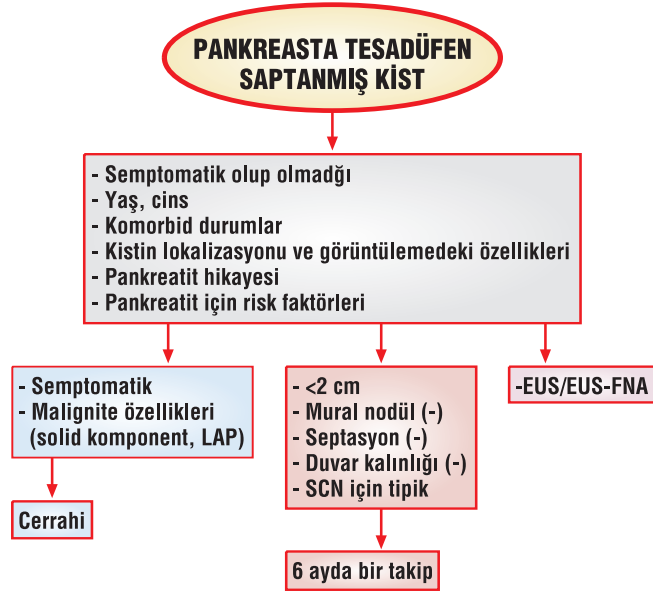 PANKREASTA TESADÜFEN
SAPTANMIŞ KİST
- Semptomatik olup olmadğı
- Yaş, cins
- Komorbid durumlar
- Kistin lokalizasyonu ve görüntülemedeki özellikleri
- Pankreatit hikayesi
- Pankreatit için risk faktörleri
- Semptomatik
- Malignite özellikleri
(solid komponent, LAP)
Cerrahi
- <2 cm
- Mural nodül (-)
- Septasyon (-)
- Duvar kalınlığı (-)
- SCN için tipik
6 ayda bir takip
-EUS/EUS-FNA